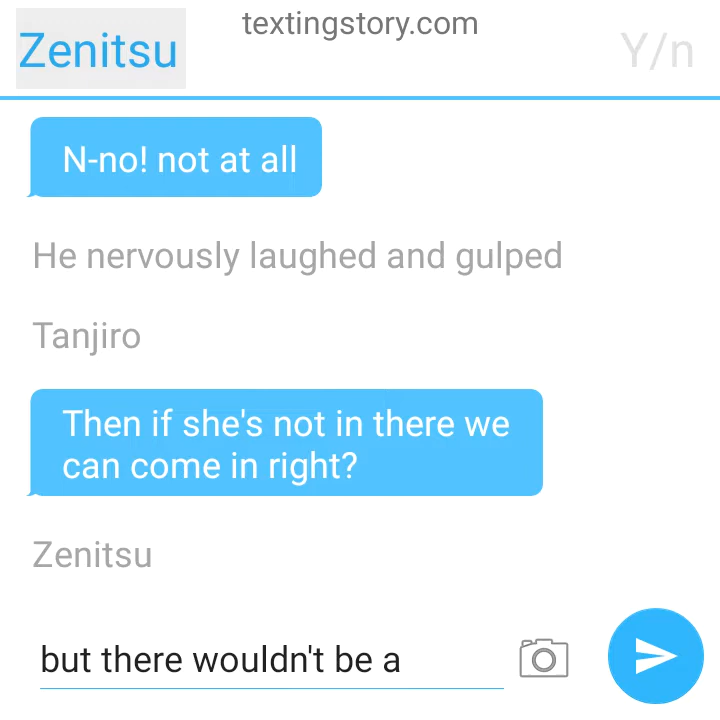 textingstory.com
Zenitsu
Y/n
N-no! not at all
He nervously laughed and gulped
Tanjiro
Then if she's not in there we
can come in right?
Zenitsu
but there wouldn't be a